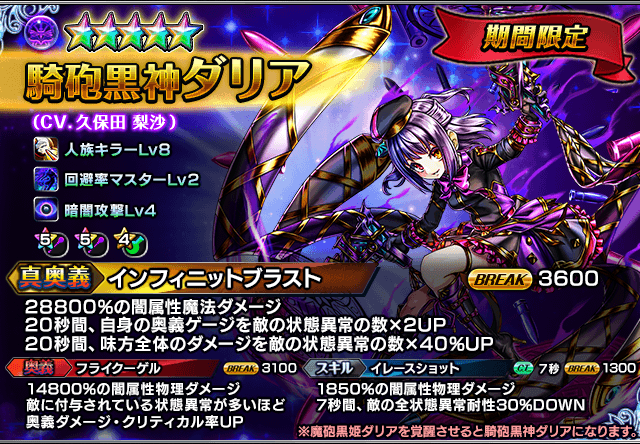 期間限定
騎砲黒神ダリア
(CV.久保田 梨沙)
人族キラーLv8
回避率マスターLv2
暗闇攻撃Lv4
5 5 4
真奥義 インフィニットブラスト BREAK 3600
28800%の闇属性魔法ダメージ
20秒間、自身の奥義ゲージを敵の状態異常の数×2UP
20秒間、味方全体のダメージを敵の状態異常の数×40%UP
奥義 フライクーゲル BREAK 3100
14800%の闇属性物理ダメージ
敵に付与されている状態異常が多いほど
奥義ダメージ・クリティカル率UP
スキル イレースショット C.T. 7秒 BREAK 1300
1850%の闇属性物理ダメージ
7秒間、敵の全状態異常耐性30%DOWN
※魔砲黒姫ダリアを覚醒させると騎砲黒神ダリアになります。